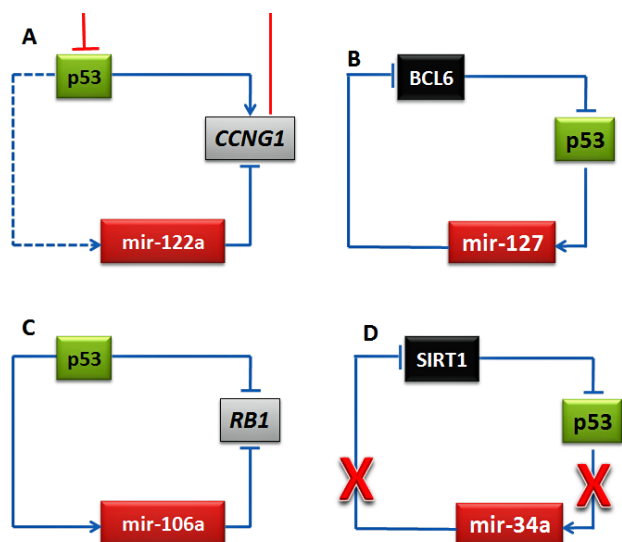 A
p53
CCNG1
mir-122a
B
BCL6
p53
mir-127
C
p53
RB1
mir-106a
D
SIRT1
p53
X
X
mir-34a